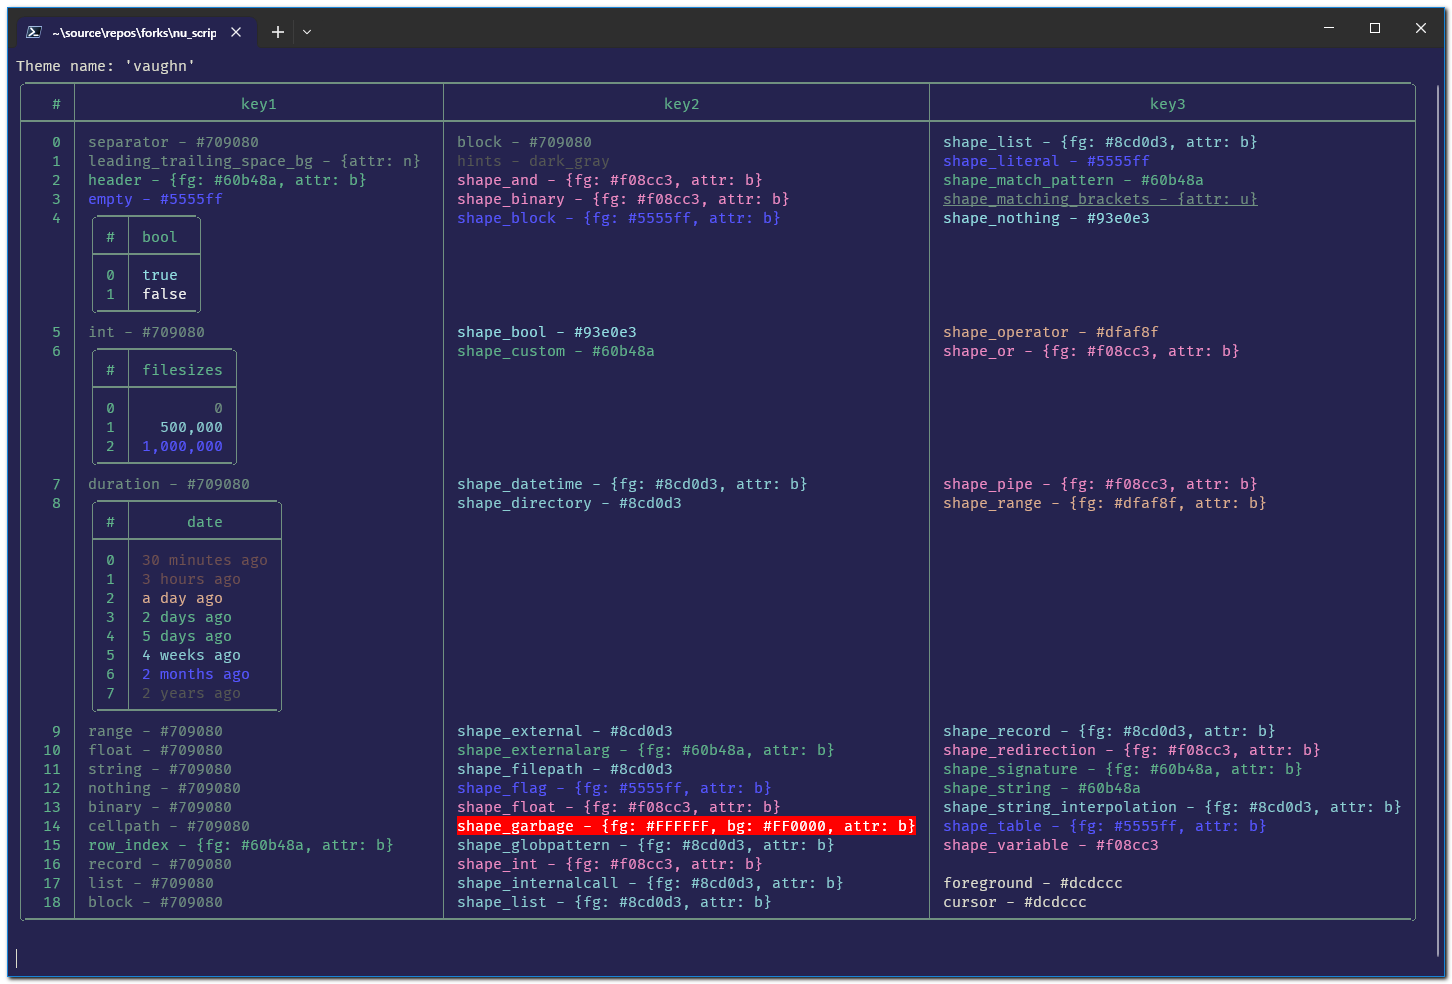 ~\source\repos\forks\nu_scrip
Theme name: 'vaughn'
# key1 key2 key3
0 separator - #709080 block - #709080 shape_list - {fg: #8cd0d3, attr: b}
1 leading_trailing_space_bg - {attr: n} hints - dark_gray shape_literal - #5555ff
2 header - {fg: #60b48a, attr: b} shape_and - {fg: #f08cc3, attr: b} shape_match_pattern - #60b48a
3 empty - #5555ff shape_binary - {fg: #f08cc3, attr: b} shape_matching_brackets - {attr: u}
4 shape_block - {fg: #5555ff, attr: b} shape_nothing - #93e0e3
# bool
0 true
1 false
5 int - #709080 shape_bool - #93e0e3 shape_operator - #dfaf8f
6 shape_custom - #60b48a shape_or - {fg: #f08cc3, attr: b}
# filesizes
0 0
1 500,000
2 1,000,000
7 duration - #709080 shape_datetime - {fg: #8cd0d3, attr: b} shape_pipe - {fg: #f08cc3, attr: b}
8 shape_directory - #8cd0d3 shape_range - {fg: #dfaf8f, attr: b}
# date
0 30 minutes ago
1 3 hours ago
2 a day ago
3 2 days ago
4 5 days ago
5 4 weeks ago
6 2 months ago
7 2 years ago
9 range - #709080 shape_external - #8cd0d3 shape_record - {fg: #8cd0d3, attr: b}
10 float - #709080 shape_externalarg - {fg: #60b48a, attr: b} shape_redirection - {fg: #f08cc3, attr: b}
11 string - #709080 shape_filepath - #8cd0d3 shape_signature - {fg: #60b48a, attr: b}
12 nothing - #709080 shape_flag - {fg: #5555ff, attr: b} shape_string - #60b48a
13 binary - #709080 shape_float - {fg: #f08cc3, attr: b} shape_string_interpolation - {fg: #8cd0d3, attr: b}
14 cellpath - #709080 shape_garbage - {fg: #FFFFFF, bg: #FF0000, attr: b} shape_table - {fg: #5555ff, attr: b}
15 row_index - {fg: #60b48a, attr: b} shape_globpattern - {fg: #8cd0d3, attr: b} shape_variable - #f08cc3
16 record - #709080 shape_int - {fg: #f08cc3, attr: b}
17 list - #709080 shape_internalcall - {fg: #8cd0d3, attr: b} foreground - #dcdccc
18 block - #709080 shape_list - {fg: #8cd0d3, attr: b} cursor - #dcdccc